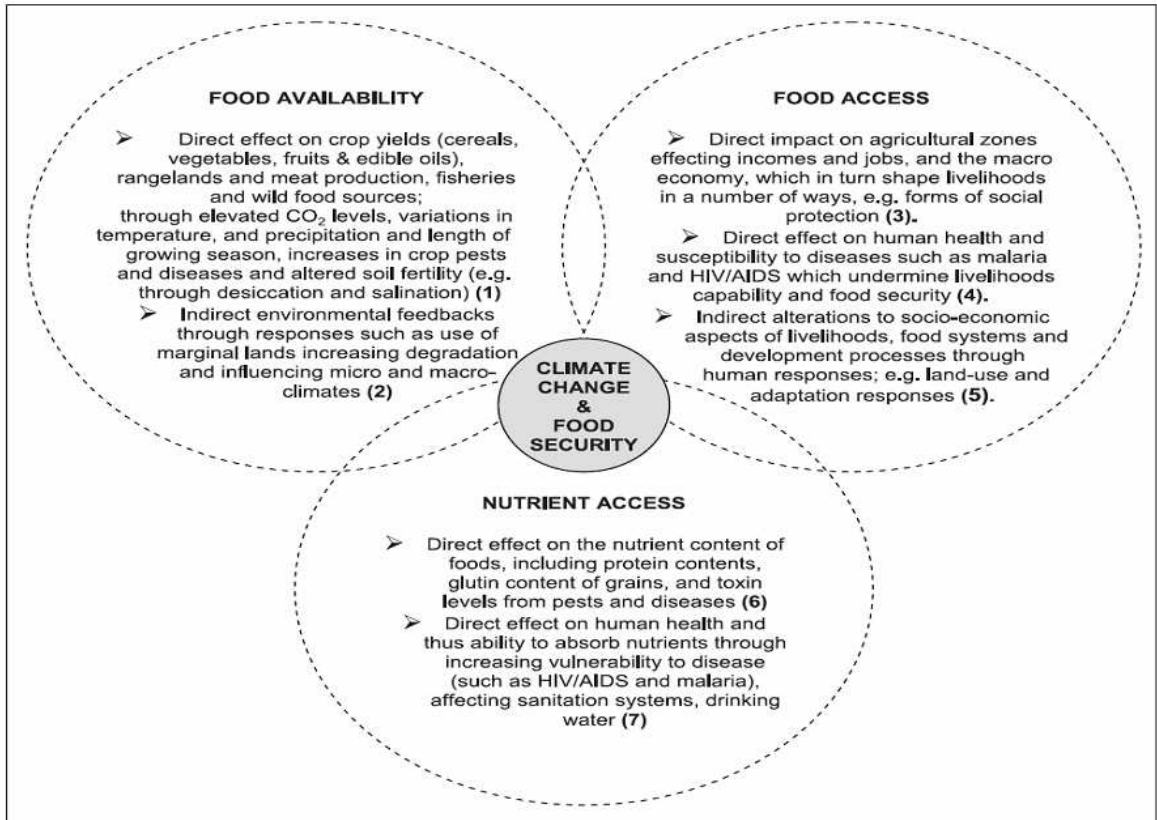 FOOD AVAILABILITY
➢ Direct effect on crop yields (cereals,
vegetables, fruits & edible oils),
rangelands and meat production, fisheries
and wild food sources;
through elevated CO₂ levels, variations in
temperature, and precipitation and length of
growing season, increases in crop pests
and diseases and altered soil fertility (e.g.
through desiccation and salination) (1)
➢ Indirect environmental feedbacks
through responses such as use of
marginal lands increasing degradation
and influencing micro and macro-
climates (2)
FOOD ACCESS
➢ Direct impact on agricultural zones
effecting incomes and jobs, and the macro
economy, which in turn shape livelihoods
in a number of ways, e.g. forms of social
protection (3).
➢ Direct effect on human health and
susceptibility to diseases such as malaria
and HIV/AIDS which undermine livelihoods
capability and food security (4).
➢ Indirect alterations to socio-economic
aspects of livelihoods, food systems and
development processes through
human responses; e.g. land-use and
adaptation responses (5).
CLIMATE
CHANGE
&
FOOD
SECURITY
NUTRIENT ACCESS
➢ Direct effect on the nutrient content of
foods, including protein contents,
glutin content of grains, and toxin
levels from pests and diseases (6)
➢ Direct effect on human health and
thus ability to absorb nutrients through
increasing vulnerability to disease
(such as HIV/AIDS and malaria),
affecting sanitation systems, drinking
water (7)